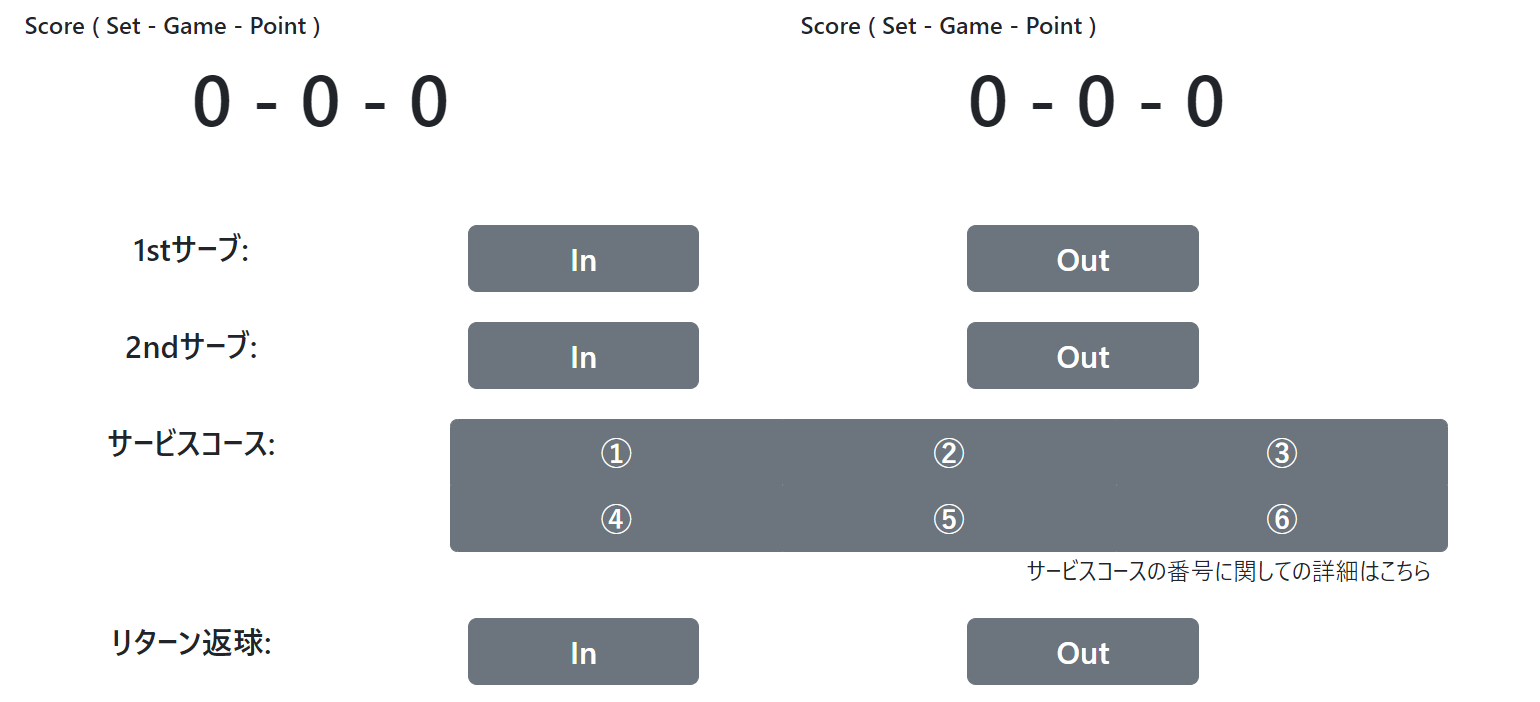 Score ( Set - Game - Point ) Score ( Set - Game - Point )
0 - 0 - 0 0 - 0 - 0
1stサーブ: In Out
2ndサーブ: In Out
サービスコース: ① ② ③
④ ⑤ ⑥
サービスコースの番号に関しての詳細はこちら
リターン返球: In Out